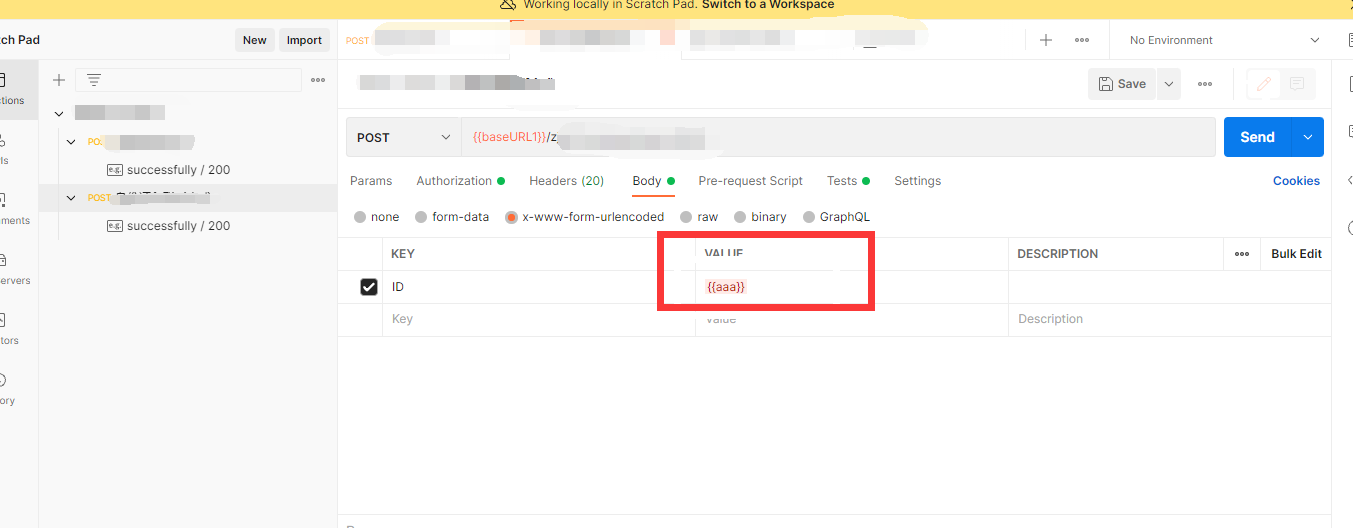 Working locally in Scratch Pad. Switch to a Workspace
tch Pad
New
Import
POST
No Environment
ctions
Save
POST
{{baseURL1}}/z
Send
successfully / 200
Params
Authorization
Headers (20)
Body
Pre-request Script
Tests
Settings
Cookies
POST
none
form-data
x-www-form-urlencoded
raw
binary
GraphQL
ments
successfully / 200
KEY
VALUE
DESCRIPTION
Bulk Edit
ervers
ID
{{aaa}}
Key
Value
Description
tors
ory